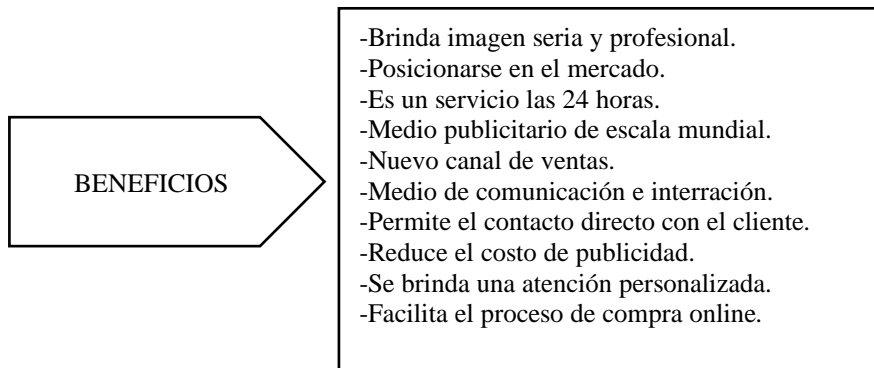 BENEFICIOS
-Brinda imagen seria y profesional.
-Posicionarse en el mercado.
-Es un servicio las 24 horas.
-Medio publicitario de escala mundial.
-Nuevo canal de ventas.
-Medio de comunicación e interración.
-Permite el contacto directo con el cliente.
-Reduce el costo de publicidad.
-Se brinda una atención personalizada.
-Facilita el proceso de compra online.